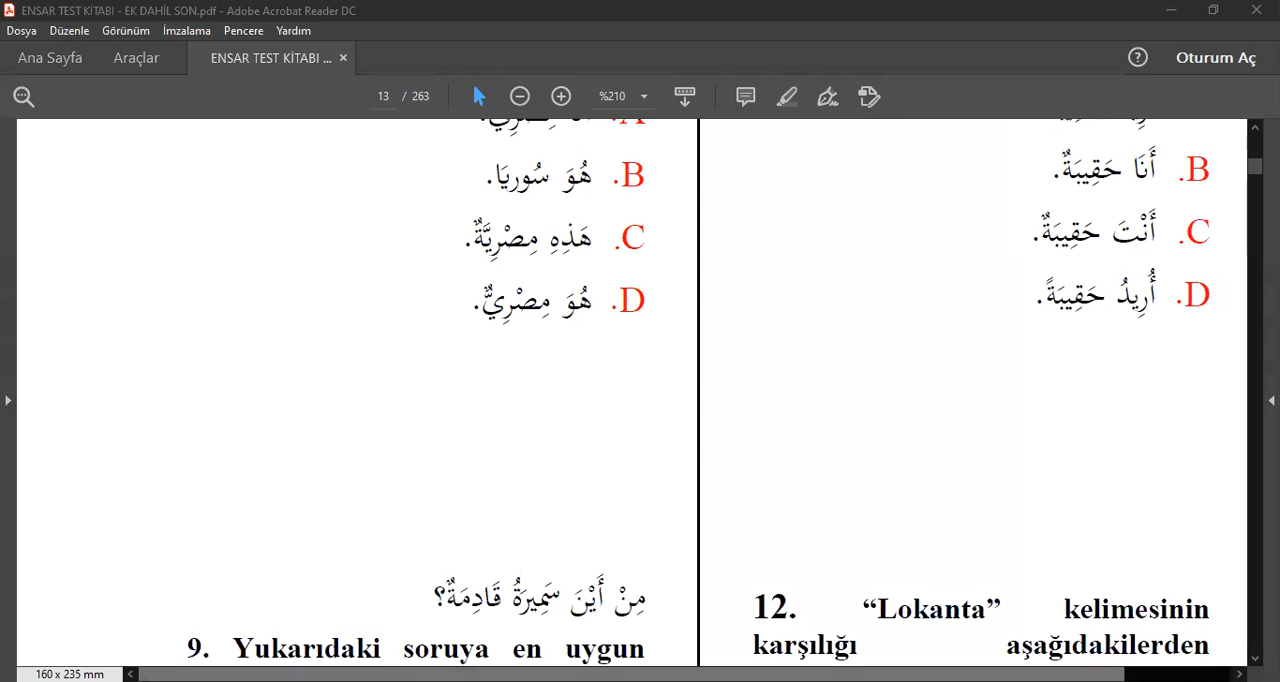 ENSAR TEST KİTABI - EK DAHİL SON.pdf - Adobe Acrobat Reader DC
Dosya Düzenle Görünüm İmzalama Pencere Yardım
Ana Sayfa Araçlar ENSAR TEST KİTABI ... × Oturum Aç
13 / 263 %210
A.
B. هُوَ سُورِيَا.
C. هَذِهِ مِصْرِيَّةٌ.
D. هُوَ مِصْرِيٌّ.
مِنْ أَيْنَ سَمِيرَةُ قَادِمَةٌ؟
9. Yukarıdaki soruya en uygun
B. أَنَا حَقِيبَةٌ.
C. أَنْتَ حَقِيبَةٌ.
D. أُرِيدُ حَقِيبَةً.
12. “Lokanta” kelimesinin
karşılığı aşağıdakilerden
160 x 235 mm